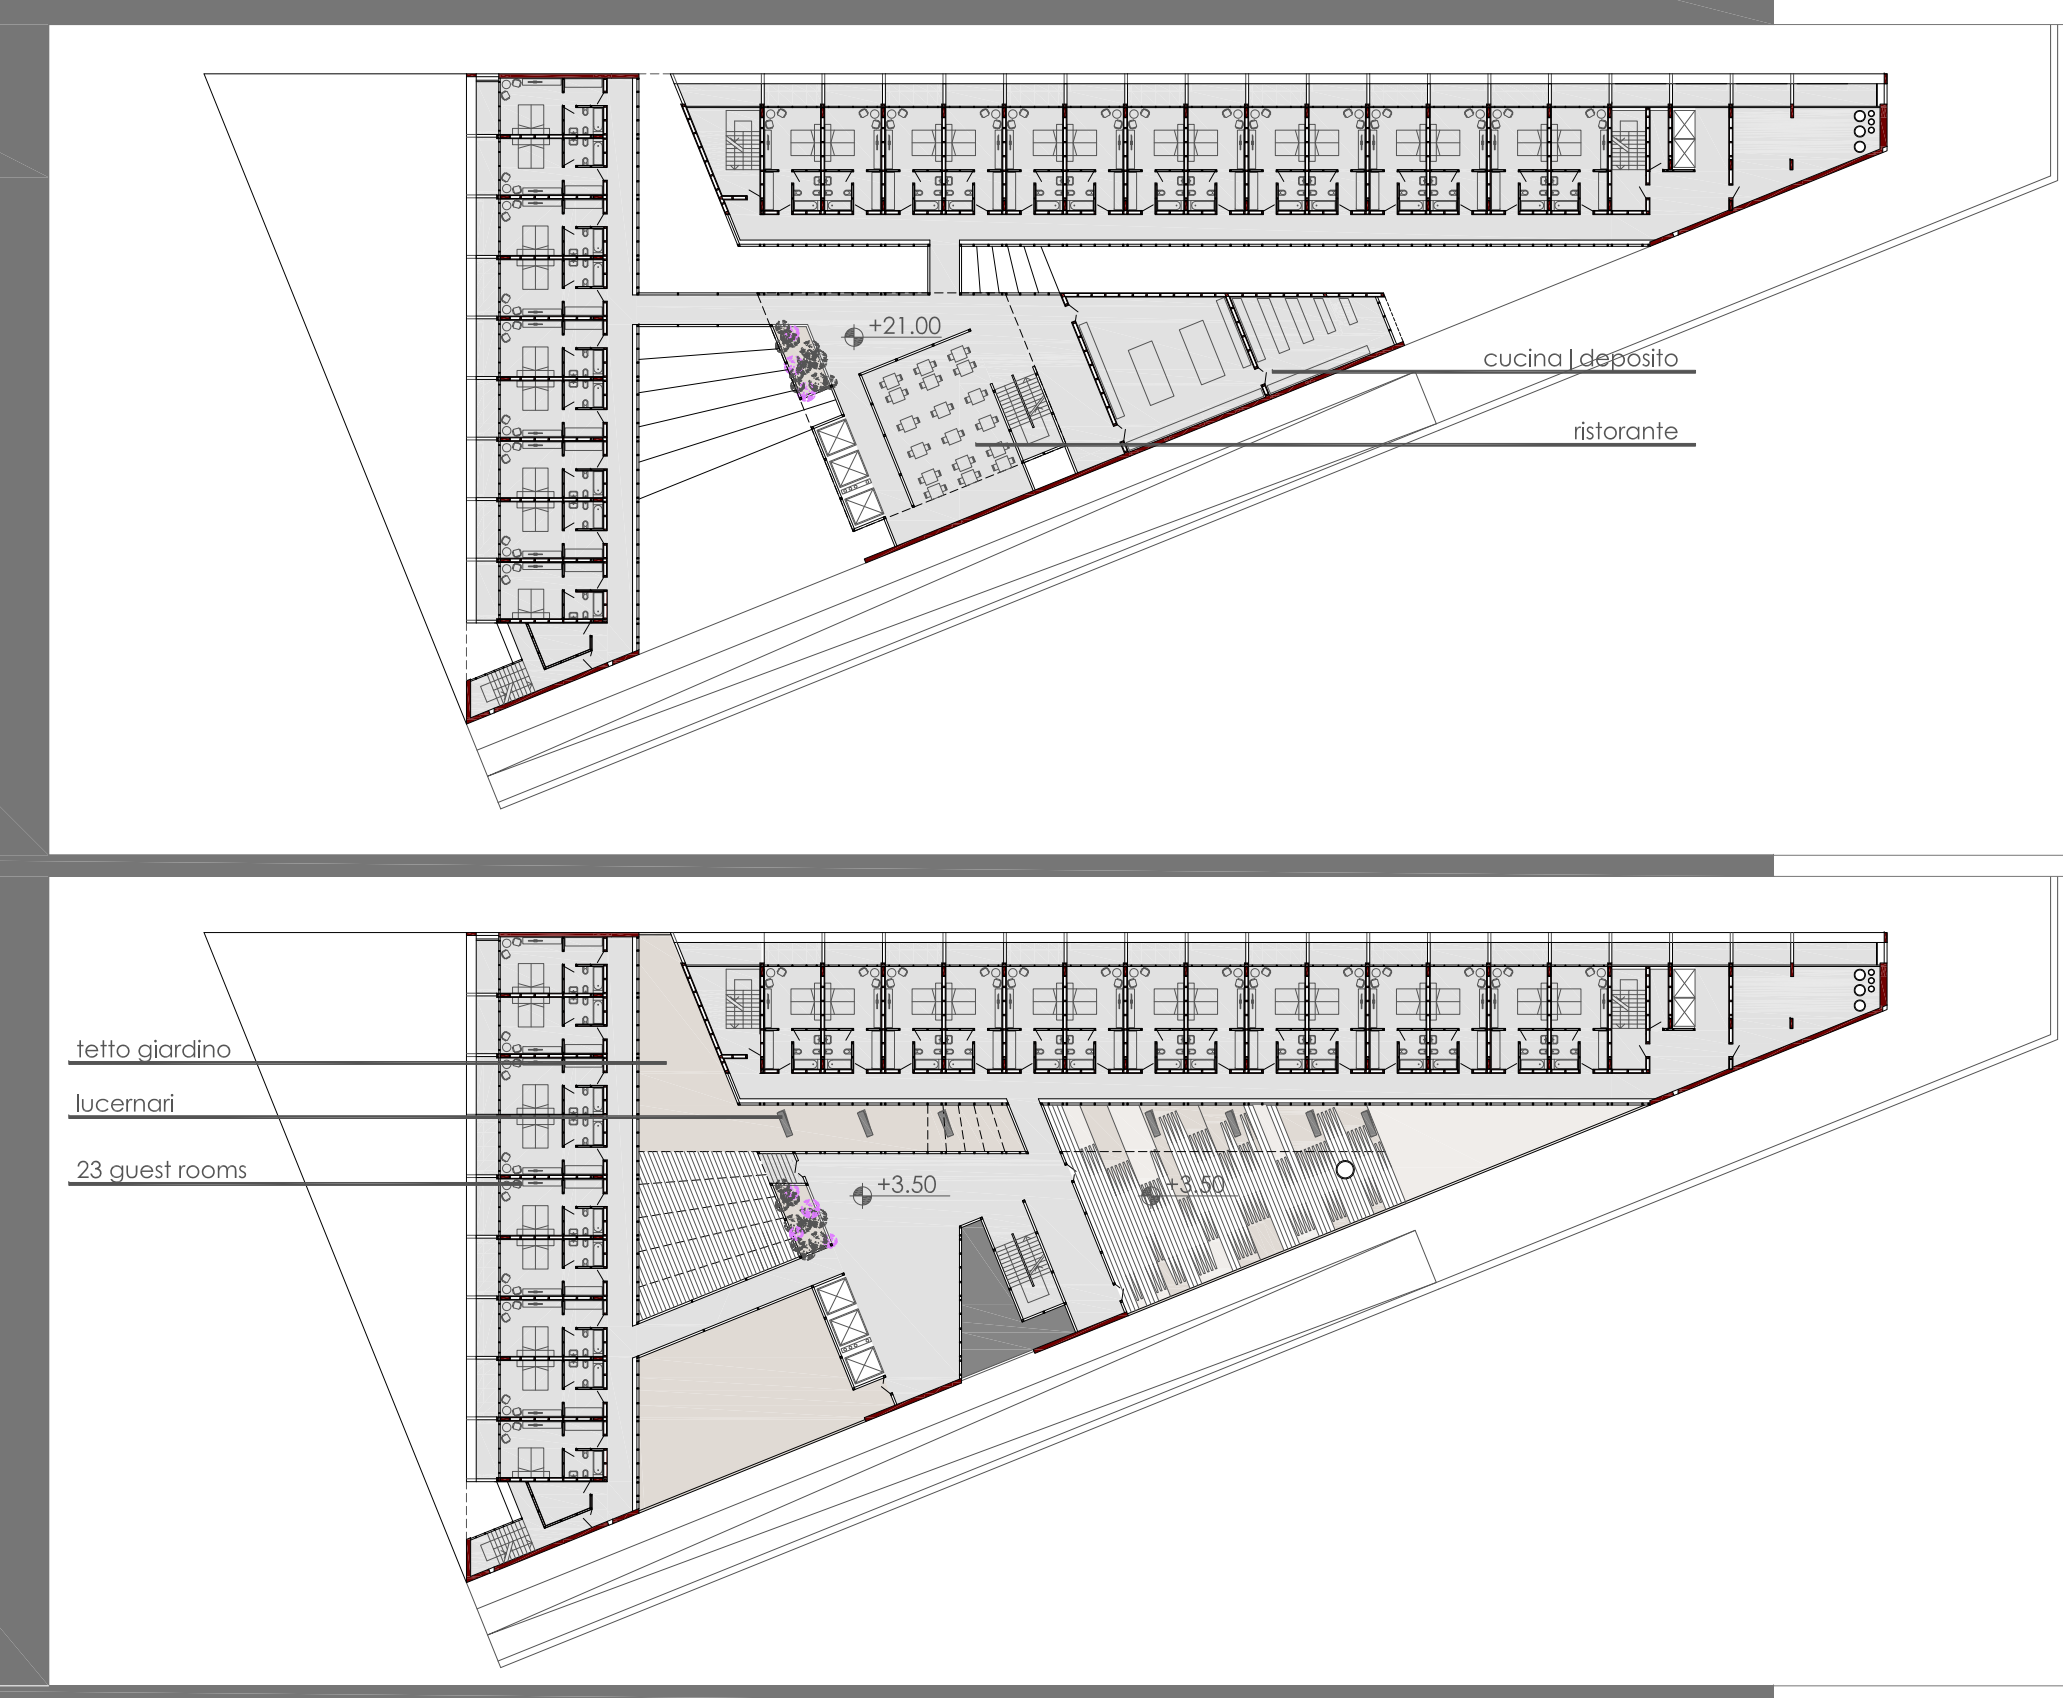 +21.00
cucina | deposito
ristorante
tetto giardino
lucernari
23 guest rooms
+3.50
+3.50